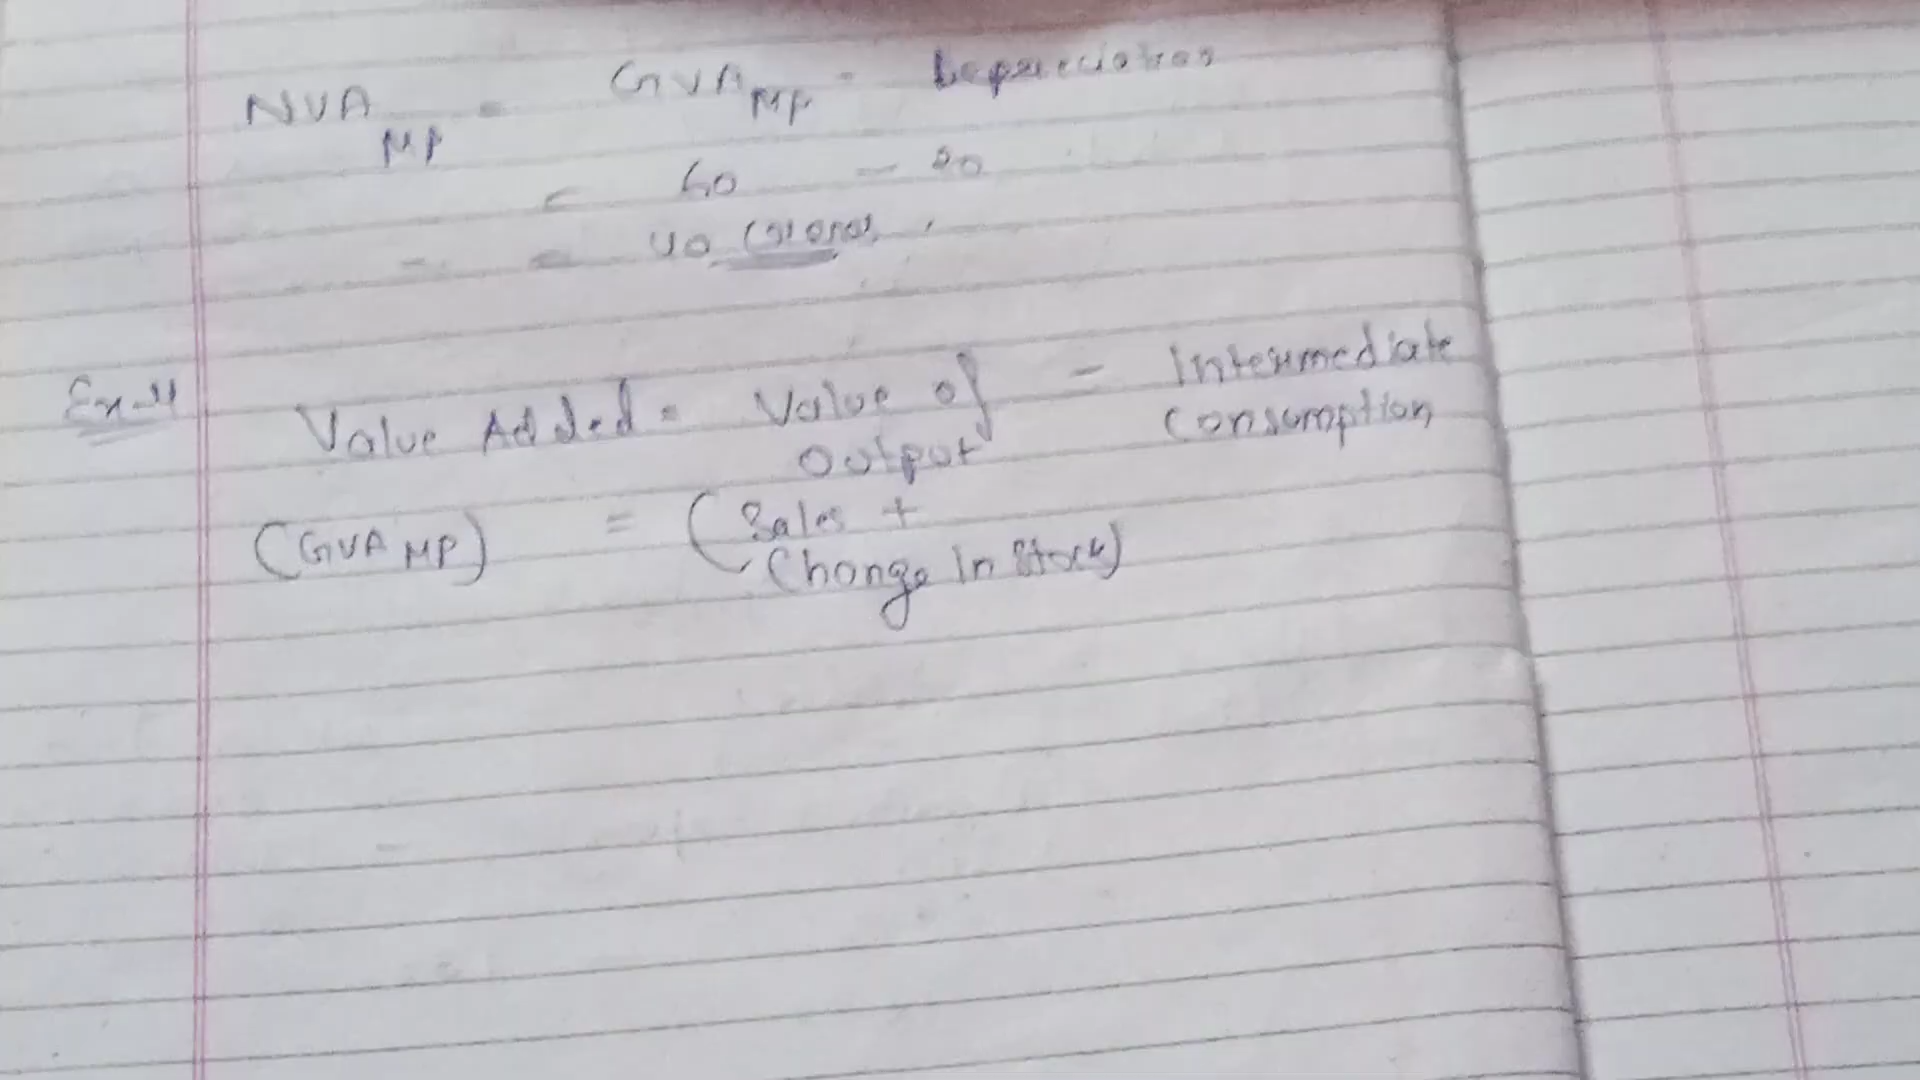 NVA MP = GVA MP - Depreciation
= 60 - 20
= 40 Crores.
Ex-11
Value Added = Value of - Intermediate
Output Consumption
(GVA MP) = (Sales +
Change in Stock)